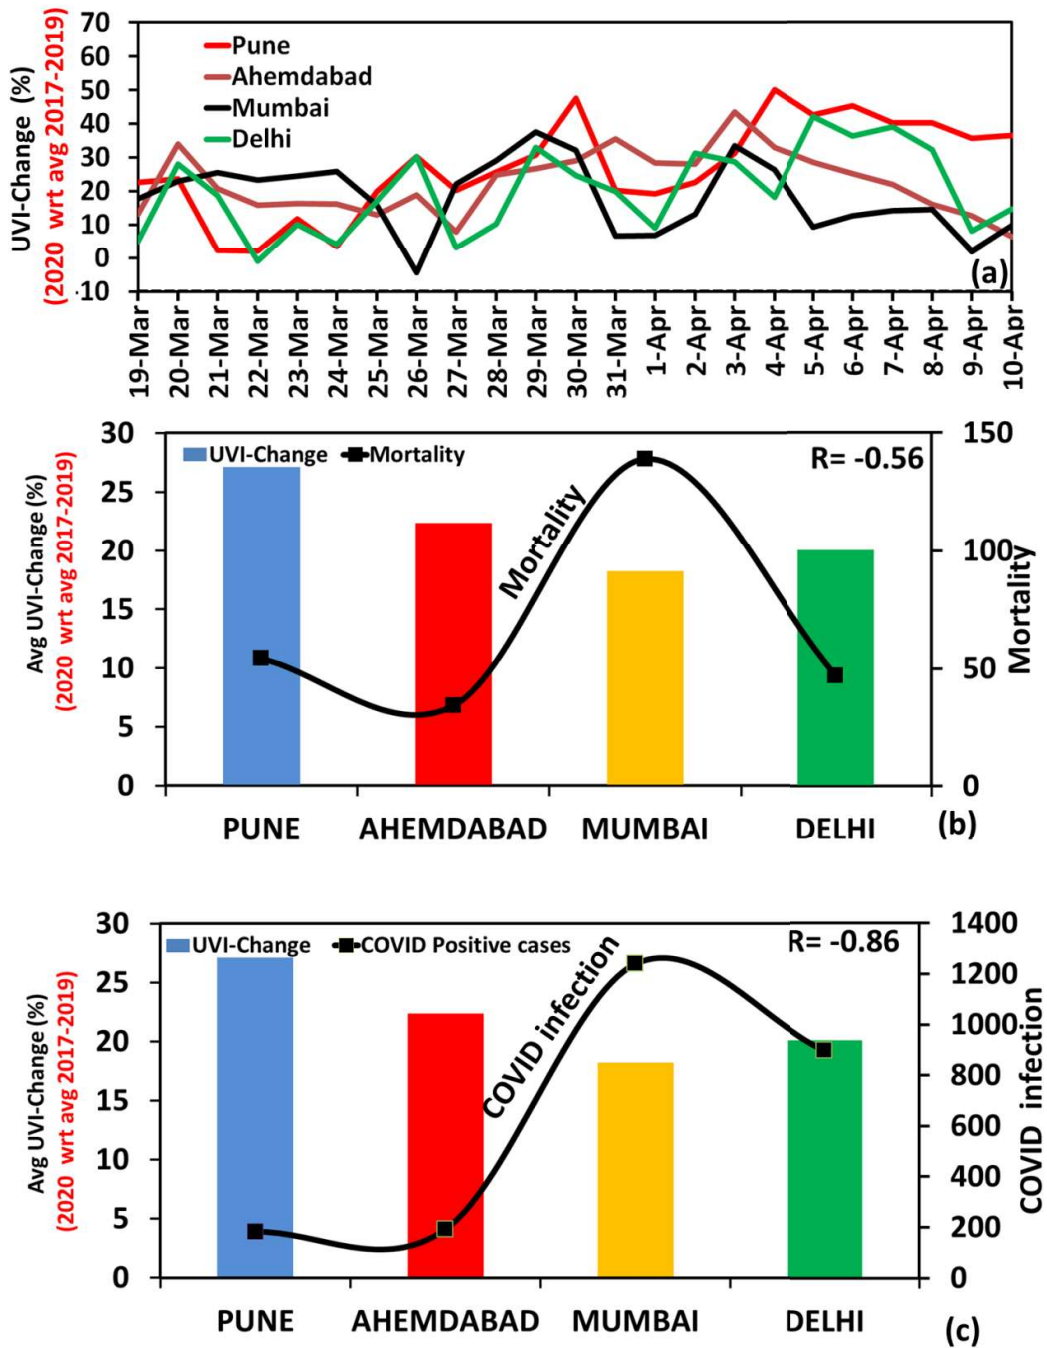 UVI-Change (%)
(2020 wrt avg 2017-2019)
70
60
50
40
30
20
10
0
-10
Pune
Ahemdabad
Mumbai
Delhi
(a)
19-Mar
20-Mar
21-Mar
22-Mar
23-Mar
24-Mar
25-Mar
26-Mar
27-Mar
28-Mar
29-Mar
30-Mar
31-Mar
1-Apr
2-Apr
3-Apr
4-Apr
5-Apr
6-Apr
7-Apr
8-Apr
9-Apr
10-Apr
Avg UVI-Change (%)
(2020 wrt avg 2017-2019)
30
25
20
15
10
5
0
UVI-Change
Mortality
R= -0.56
Mortality
150
100
50
0
Mortality
PUNE
AHEMDABAD
MUMBAI
DELHI
(b)
Avg UVI-Change (%)
(2020 wrt avg 2017-2019)
30
25
20
15
10
5
0
UVI-Change
COVID Positive cases
R= -0.86
COVID infection
1400
1200
1000
800
600
400
200
0
COVID infection
PUNE
AHEMDABAD
MUMBAI
DELHI
(c)